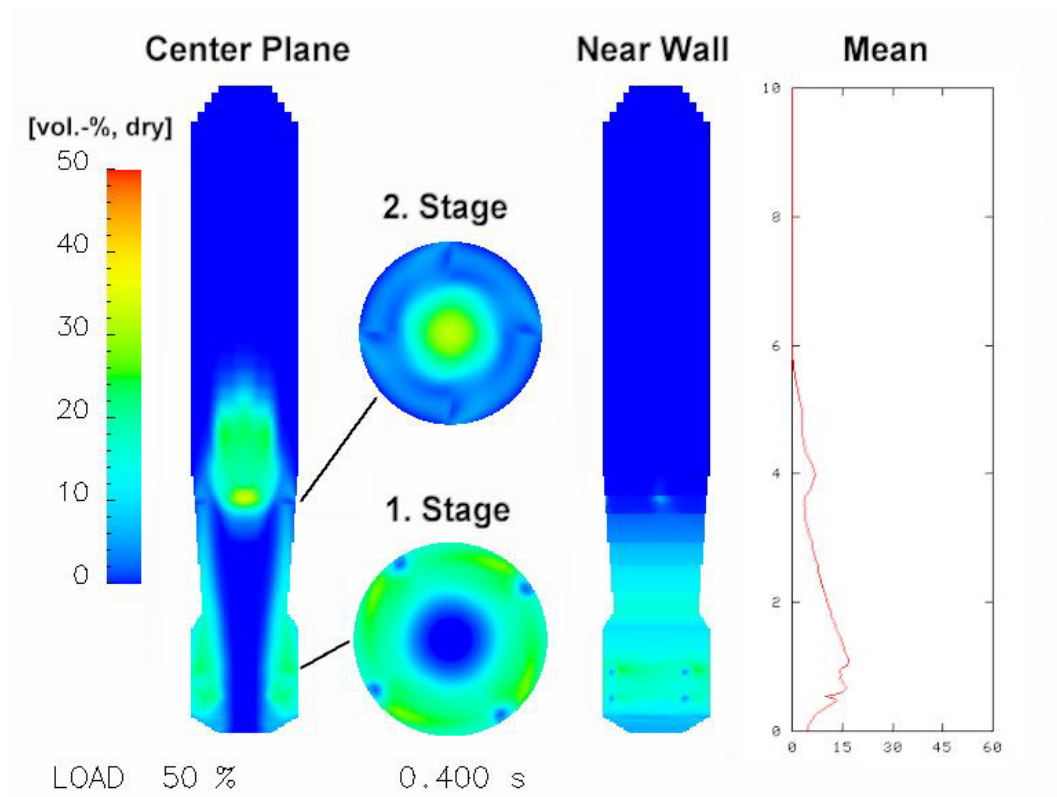 Center Plane
Near Wall
Mean
[vol.-%, dry]
50
40
30
20
10
0
2. Stage
1. Stage
10
8
6
4
2
0
0 15 30 45 60
LOAD 50 % 0.400 s